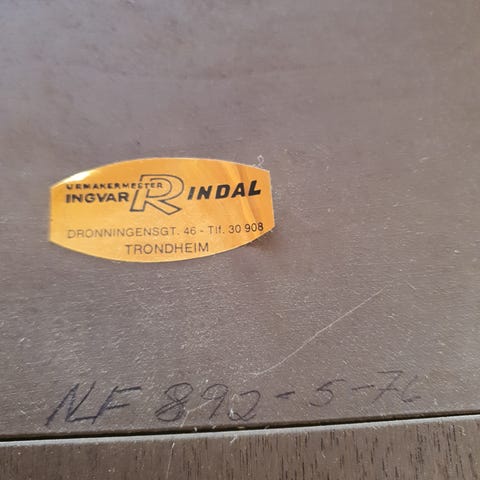 URMAKERMESTER
INGVAR RINDAL
DRONNINGENSGT. 46 - Tlf. 30 908
TRONDHEIM
NF 892-5-76